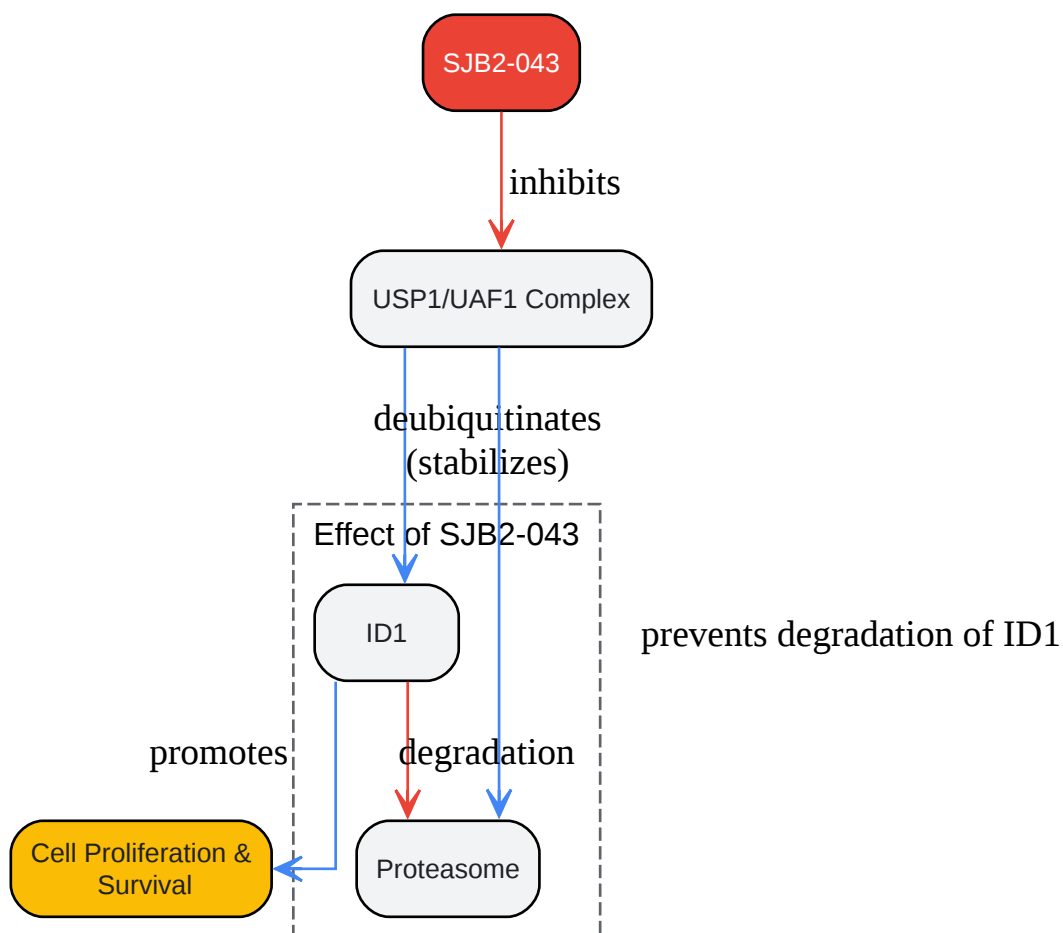 SJB2-043
inhibits
USP1/UAF1 Complex
deubiquitinates
(stabilizes)
Effect of SJB2-043
ID1
prevents degradation of ID1
promotes
degradation
Cell Proliferation &
Survival
Proteasome